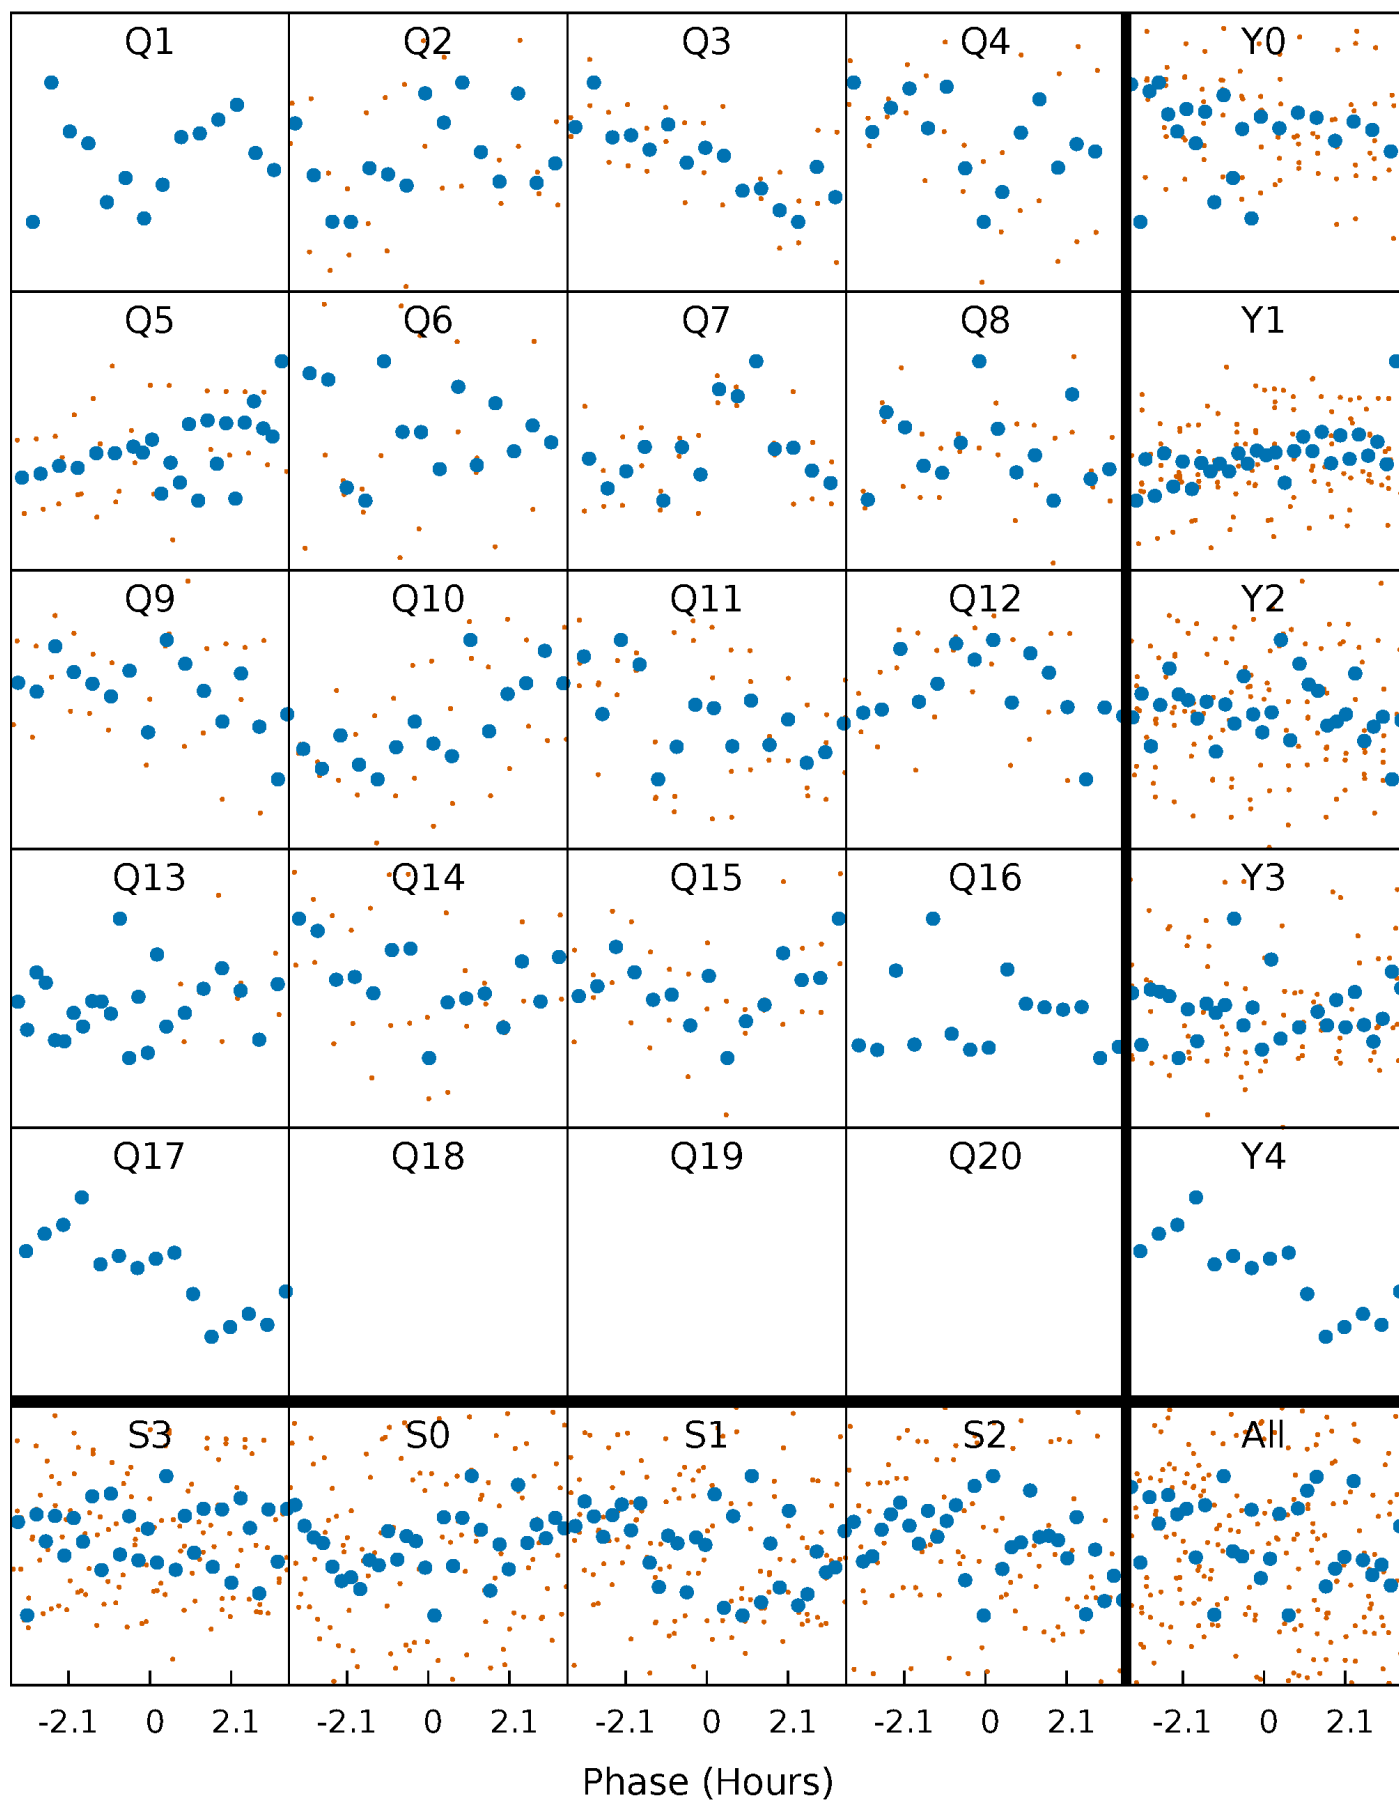 Q1 Q2 Q3 Q4 Y0
Q5 Q6 Q7 Q8 Y1
Q9 Q10 Q11 Q12 Y2
Q13 Q14 Q15 Q16 Y3
Q17 Q18 Q19 Q20 Y4
S3 S0 S1 S2 All
-2.1 0 2.1 -2.1 0 2.1 -2.1 0 2.1 -2.1 0 2.1 -2.1 0 2.1
Phase (Hours)